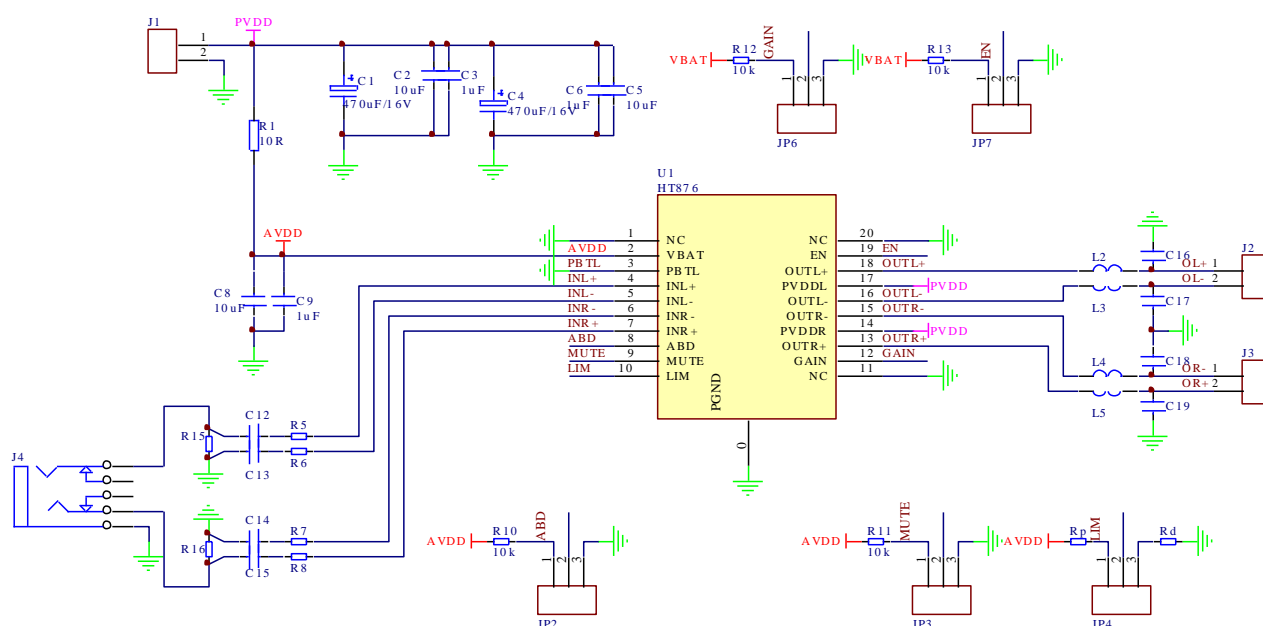 J1
1
2
PVDD
C1
470uF/16V
C2
10uF
C3
1uF
C4
470uF/16V
C6
1uF
C5
10uF
R1
10R
VBAT
R12
10k
GAIN
1
2
3
JP6
VBAT
R13
10k
EN
1
2
3
JP7
U1
HT876
AVDD
C8
10uF
C9
1uF
1 NC
AVDD 2 VBAT
PBTL 3 PBTL
INL+ 4 INL+
INL- 5 INL-
INR- 6 INR-
INR+ 7 INR+
ABD 8 ABD
MUTE 9 MUTE
LIM 10 LIM
NC 20
EN 19 EN
OUTL+ 18 OUTL+
PVDDL 17 PVDD
OUTL- 16 OUTL-
OUTR- 15 OUTR-
PVDDR 14 PVDD
OUTR+ 13 OUTR+
GAIN 12 GAIN
NC 11
PGND
0
L2
L3
L4
L5
C16
C17
C18
C19
OL+ 1
OL- 2
J2
OR- 1
OR+ 2
J3
J4
R15
C12
C13
R5
R6
R16
C14
C15
R7
R8
AVDD
R10
10k
ABD
1
2
3
JP2
AVDD
R11
10k
MUTE
1
2
3
JP3
AVDD
Rp
LIM
Rd
1
2
3
JP4